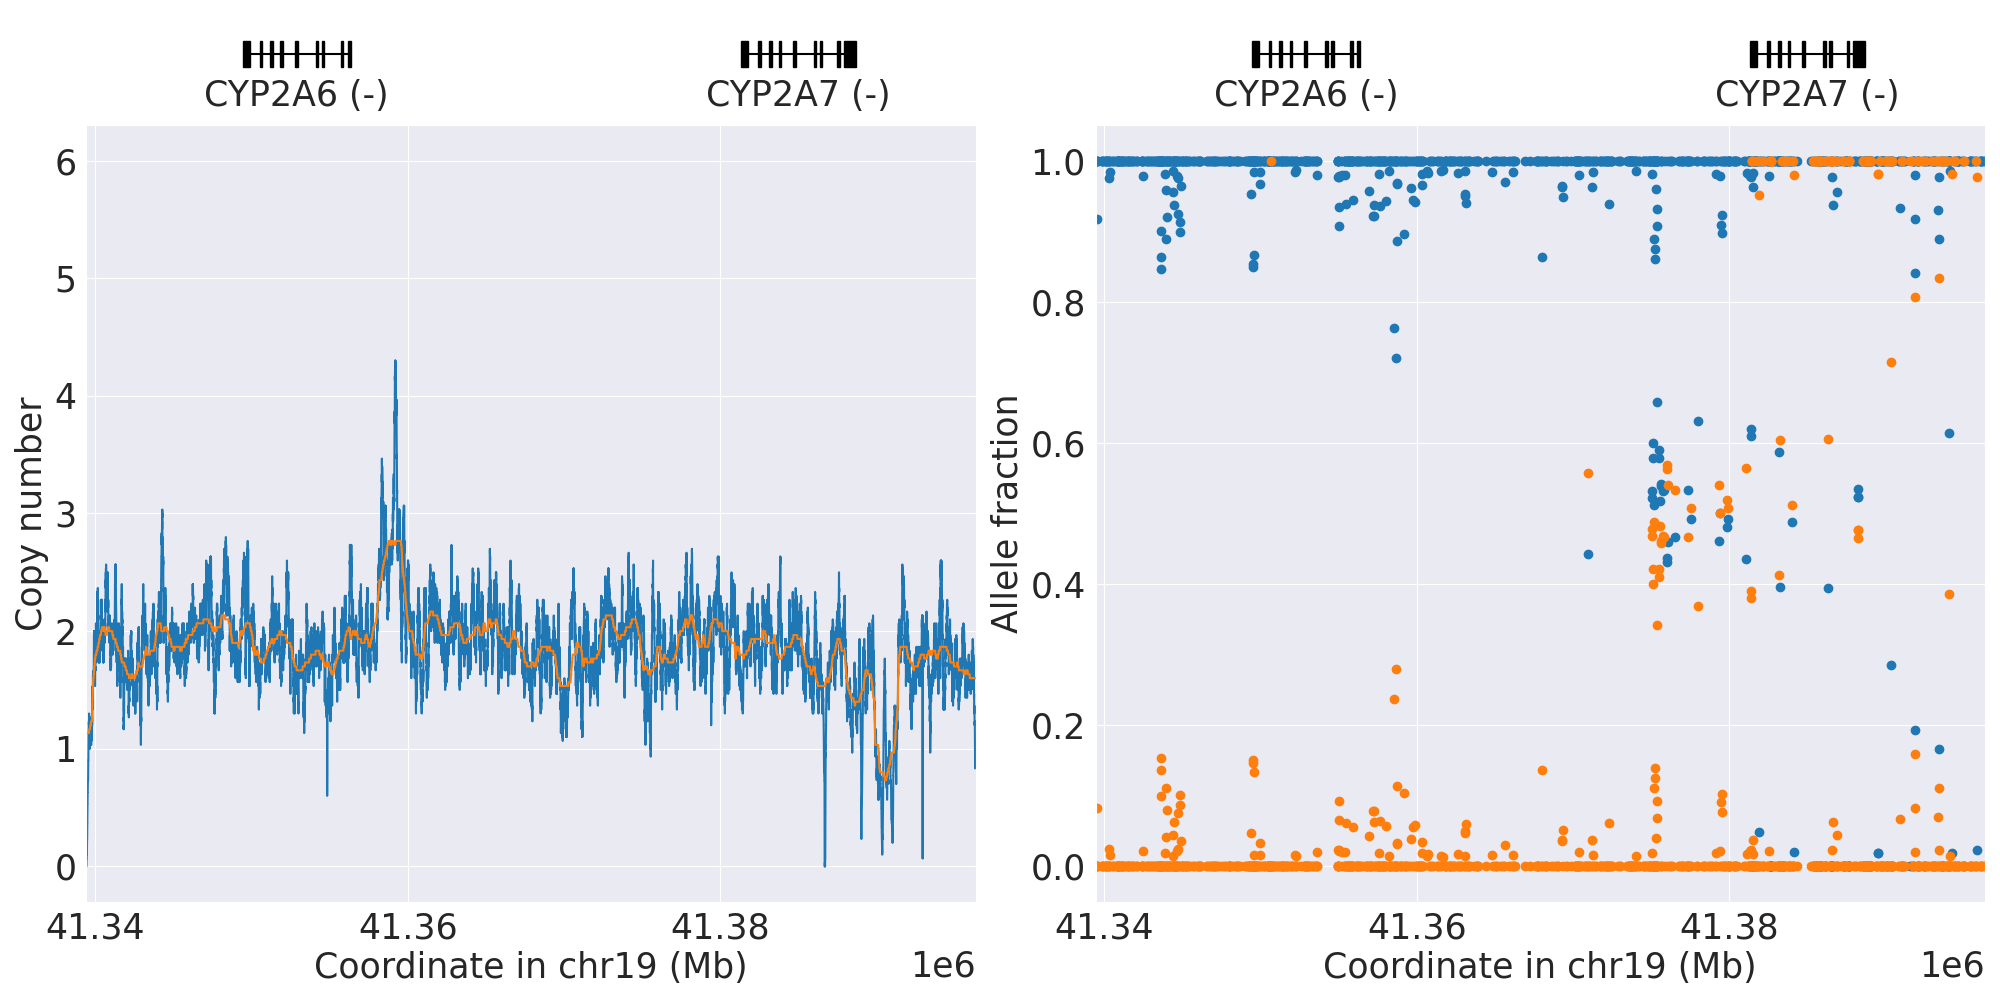 CYP2A6 (-)
CYP2A7 (-)
6
5
4
3
2
1
0
Copy number
41.34
41.36
41.38
Coordinate in chr19 (Mb)
1e6
CYP2A6 (-)
CYP2A7 (-)
1.0
0.8
0.6
0.4
0.2
0.0
Allele fraction
41.34
41.36
41.38
Coordinate in chr19 (Mb)
1e6